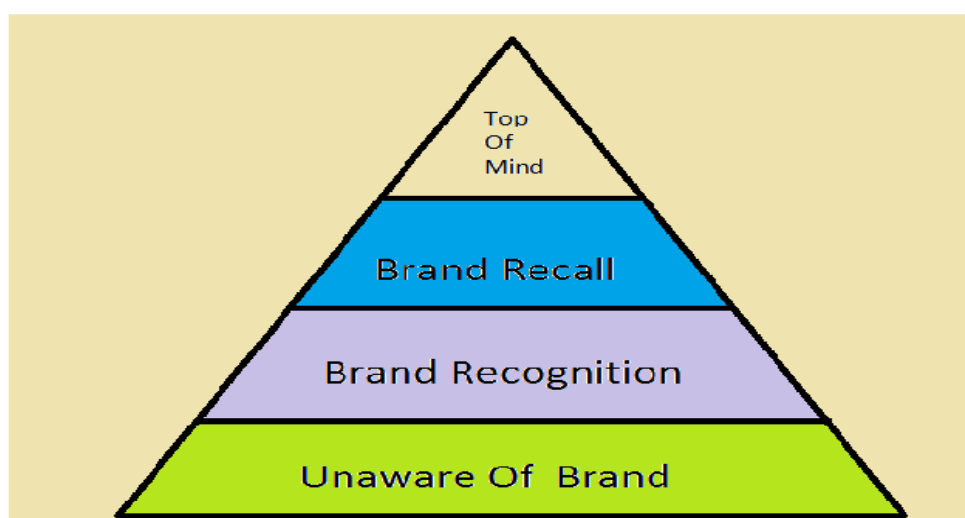 Top
Of
Mind
Brand Recall
Brand Recognition
Unaware Of Brand